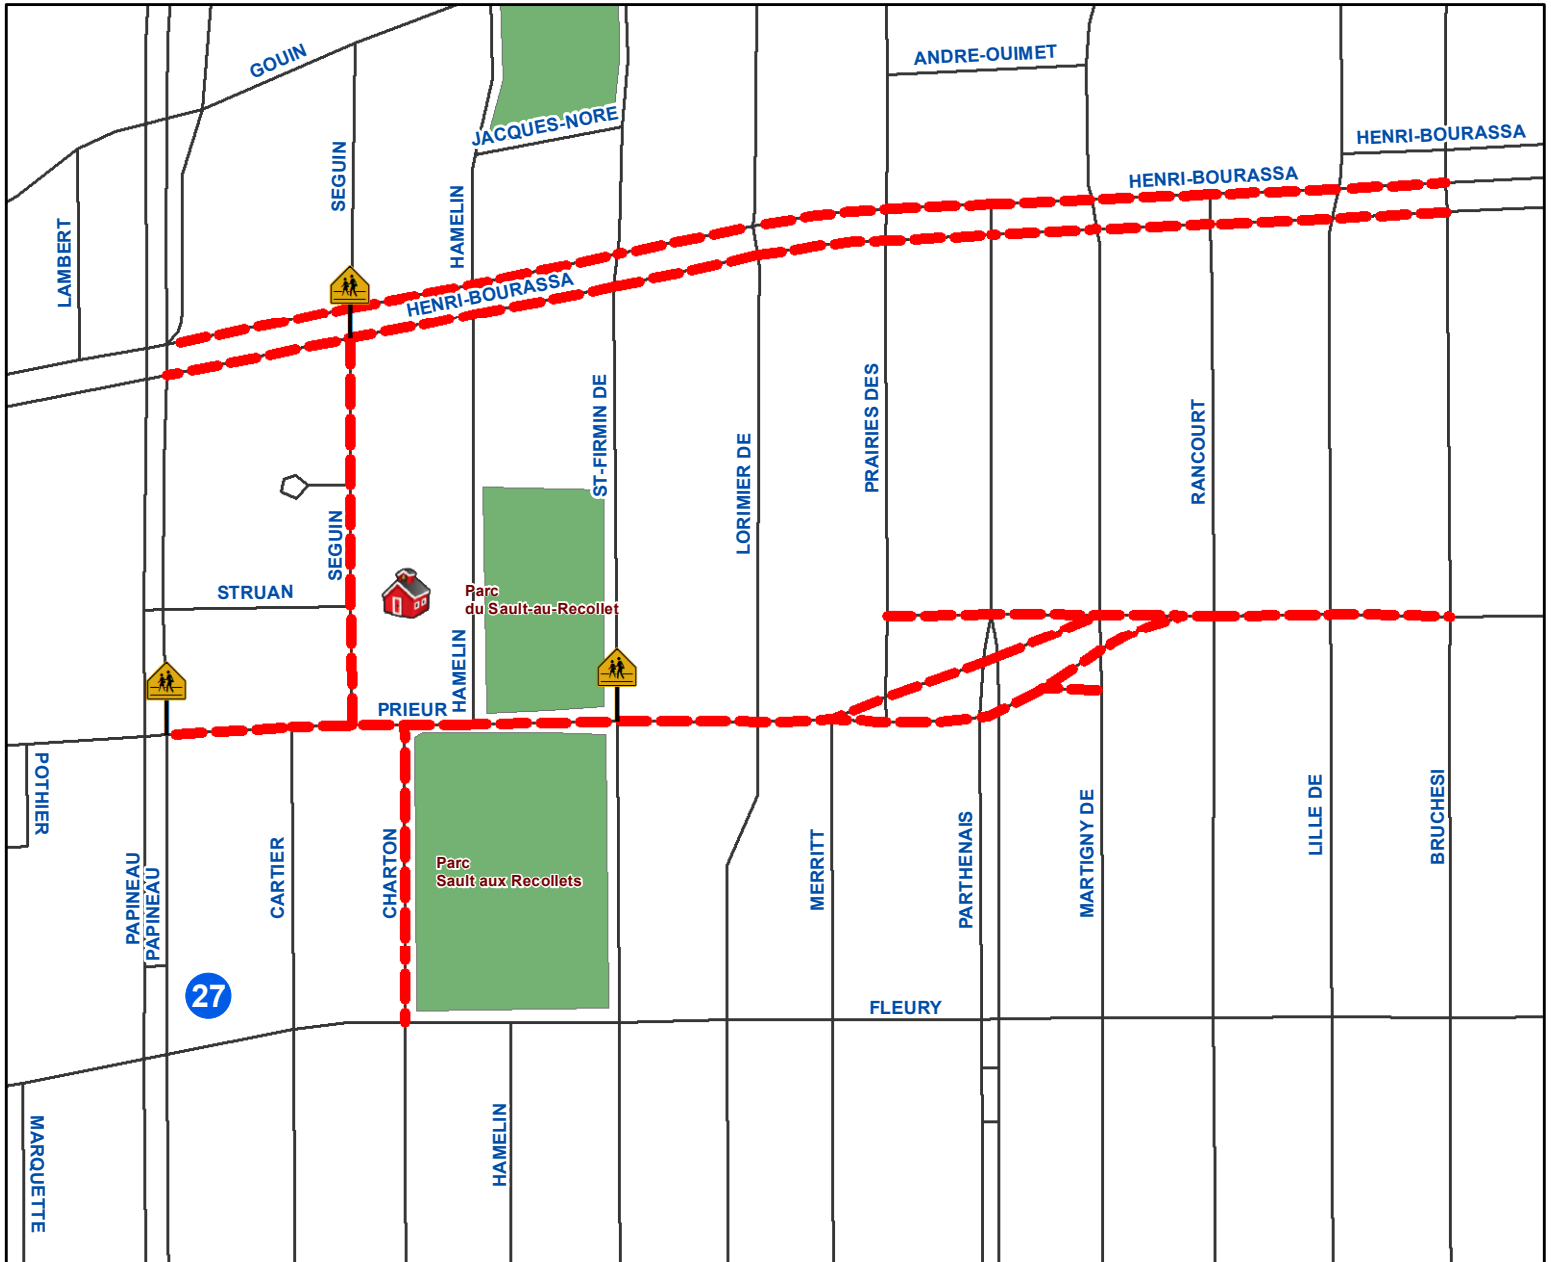 GOUIN
ANDRE-OUIMET
JACQUES-NORE
HENRI-BOURASSA
HENRI-BOURASSA
SEGUIN
HAMELIN
LAMBERT
HENRI-BOURASSA
ST-FIRMIN DE
PRAIRIES DES
LORIMIER DE
RANCOURT
SEGUIN
STRUAN
Parc
du Sault-au-Recollet
HAMELIN
PRIEUR
POTHIER
PAPINEAU
PAPINEAU
CARTIER
CHARTON
Parc
Sault aux Recollets
MERRITT
PARTHENAIS
MARTIGNY DE
LILLE DE
BRUCHESI
27
FLEURY
HAMELIN
MARQUETTE